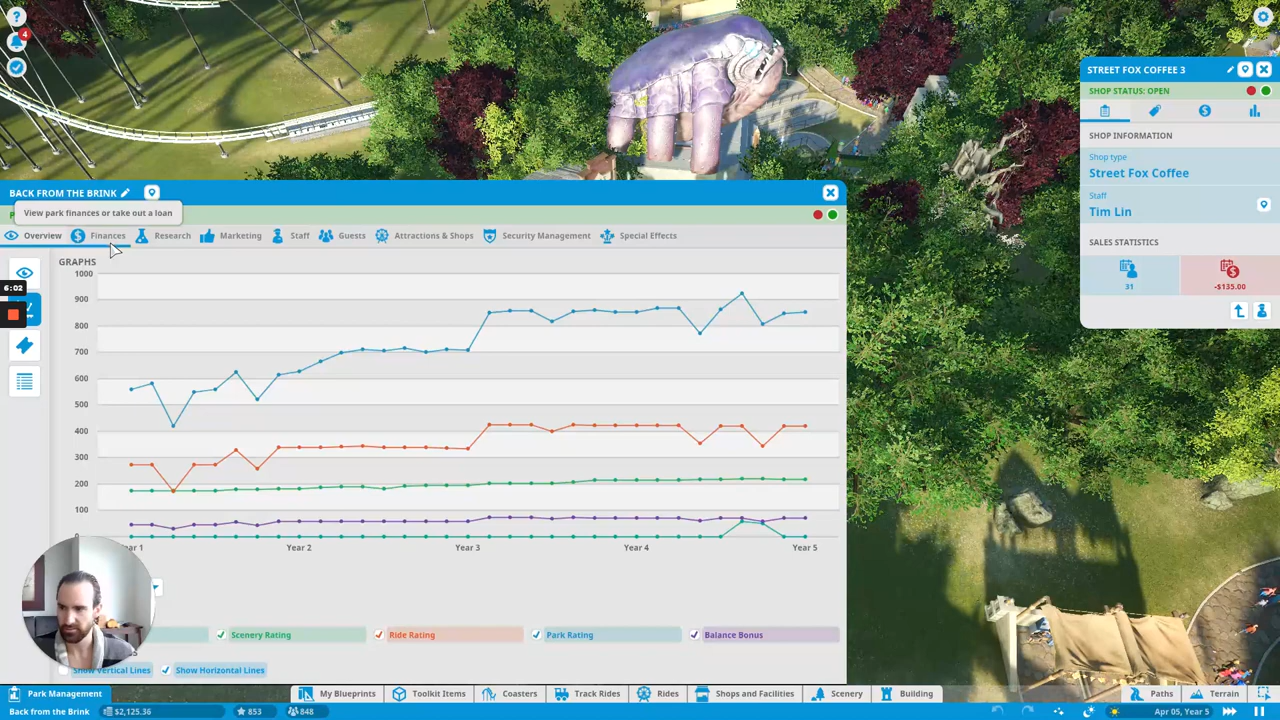 ?
4
BACK FROM THE BRINK
View park finances or take out a loan
P
Overview
Finances
Research
Marketing
Staff
Guests
Attractions & Shops
Security Management
Special Effects
6:02
GRAPHS
1000
900
800
700
600
500
400
300
200
100
Year 2
Year 3
Year 4
Year 5
Scenery Rating
Ride Rating
Park Rating
Balance Bonus
Show Vertical Lines
Show Horizontal Lines
STREET FOX COFFEE 3
SHOP STATUS: OPEN
SHOP INFORMATION
Shop type
Street Fox Coffee
Staff
Tim Lin
SALES STATISTICS
31
-$135.00
Park Management
My Blueprints
Toolkit Items
Coasters
Track Rides
Rides
Shops and Facilities
Scenery
Building
Paths
Terrain
Back from the Brink
$2,125.36
853
848
Apr 05, Year 5